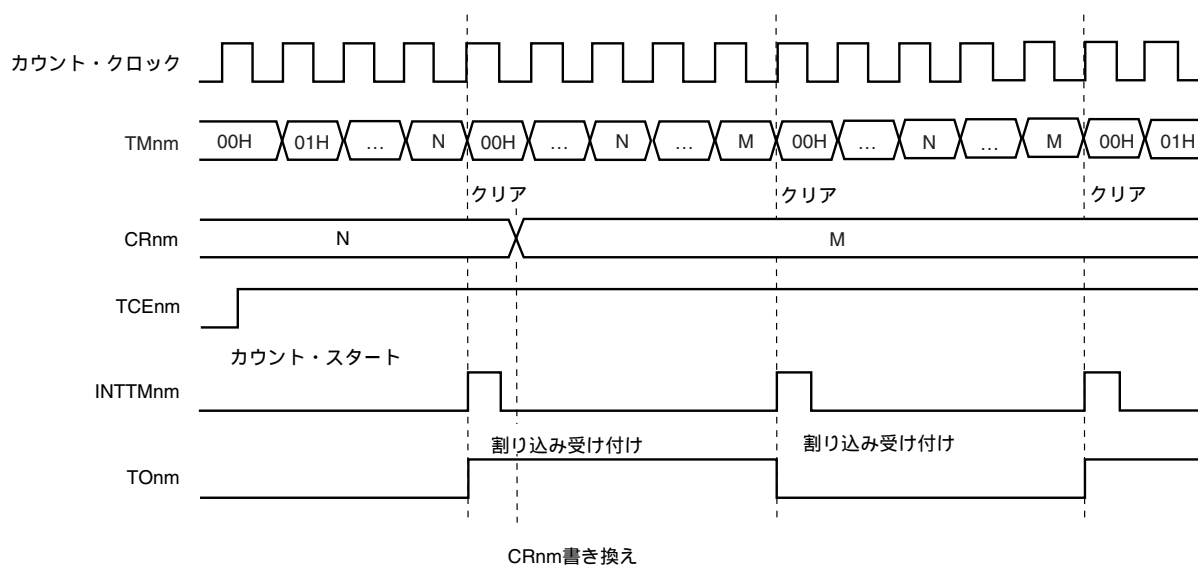 カウント・クロック
TMnm 00H 01H … N 00H … N … M 00H … N … M 00H 01H
クリア クリア クリア
CRnm N M
TCEnm
カウント・スタート
INTTMnm
割り込み受け付け 割り込み受け付け
TOnm
CRnm書き換え